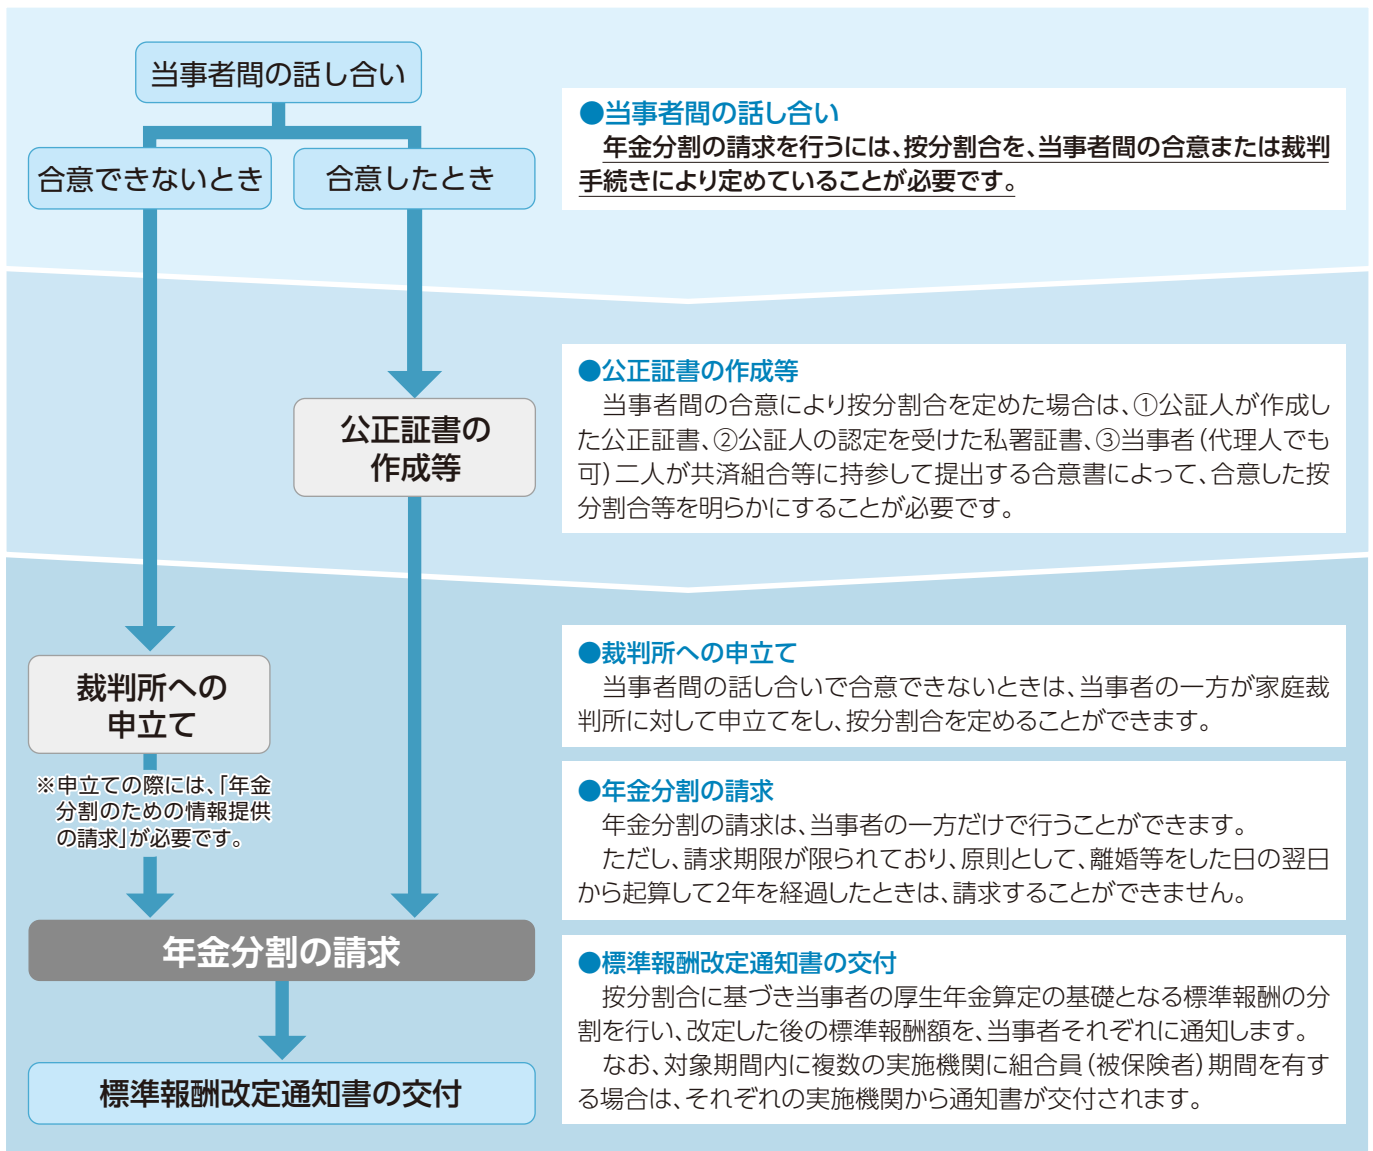 当事者間の話し合い
合意できないとき
合意したとき
●当事者間の話し合い
年金分割の請求を行うには、按分割合を、当事者間の合意または裁判
手続きにより定めていることが必要です。
公正証書の
作成等
●公正証書の作成等
当事者間の合意により按分割合を定めた場合は、①公証人が作成し
た公正証書、②公証人の認定を受けた私署証書、③当事者(代理人でも
可)二人が共済組合等に持参して提出する合意書によって、合意した按
分割合等を明らかにすることが必要です。
裁判所への
申立て
※申立ての際には、「年金
分割のための情報提供
の請求」が必要です。
●裁判所への申立て
当事者間の話し合いで合意できないときは、当事者の一方が家庭裁
判所に対して申立てをし、按分割合を定めることができます。
●年金分割の請求
年金分割の請求は、当事者の一方だけで行うことができます。
ただし、請求期限が限られており、原則として、離婚等をした日の翌日
から起算して2年を経過したときは、請求することができません。
年金分割の請求
●標準報酬改定通知書の交付
按分割合に基づき当事者の厚生年金算定の基礎となる標準報酬の分
割を行い、改定した後の標準報酬額を、当事者それぞれに通知します。
なお、対象期間内に複数の実施機関に組合員(被保険者)期間を有す
る場合は、それぞれの実施機関から通知書が交付されます。
標準報酬改定通知書の交付